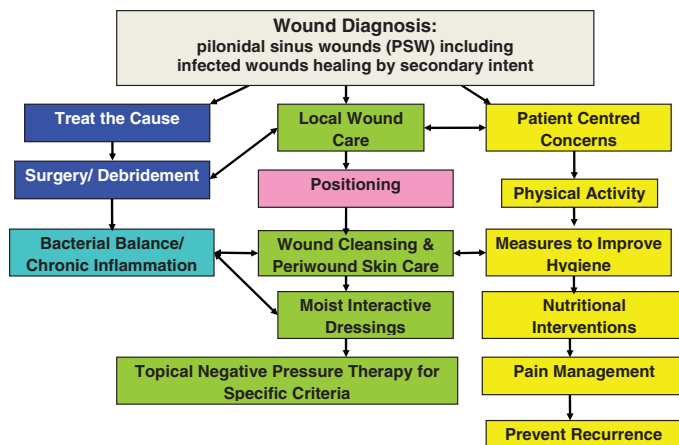 Wound Diagnosis:
pilonidal sinus wounds (PSW) including
infected wounds healing by secondary intent
Treat the Cause
Local Wound
Care
Patient Centred
Concerns
Surgery/ Debridement
Positioning
Physical Activity
Bacterial Balance/
Chronic Inflammation
Wound Cleansing &
Periwound Skin Care
Measures to Improve
Hygiene
Moist Interactive
Dressings
Nutritional
Interventions
Topical Negative Pressure Therapy for
Specific Criteria
Pain Management
Prevent Recurrence